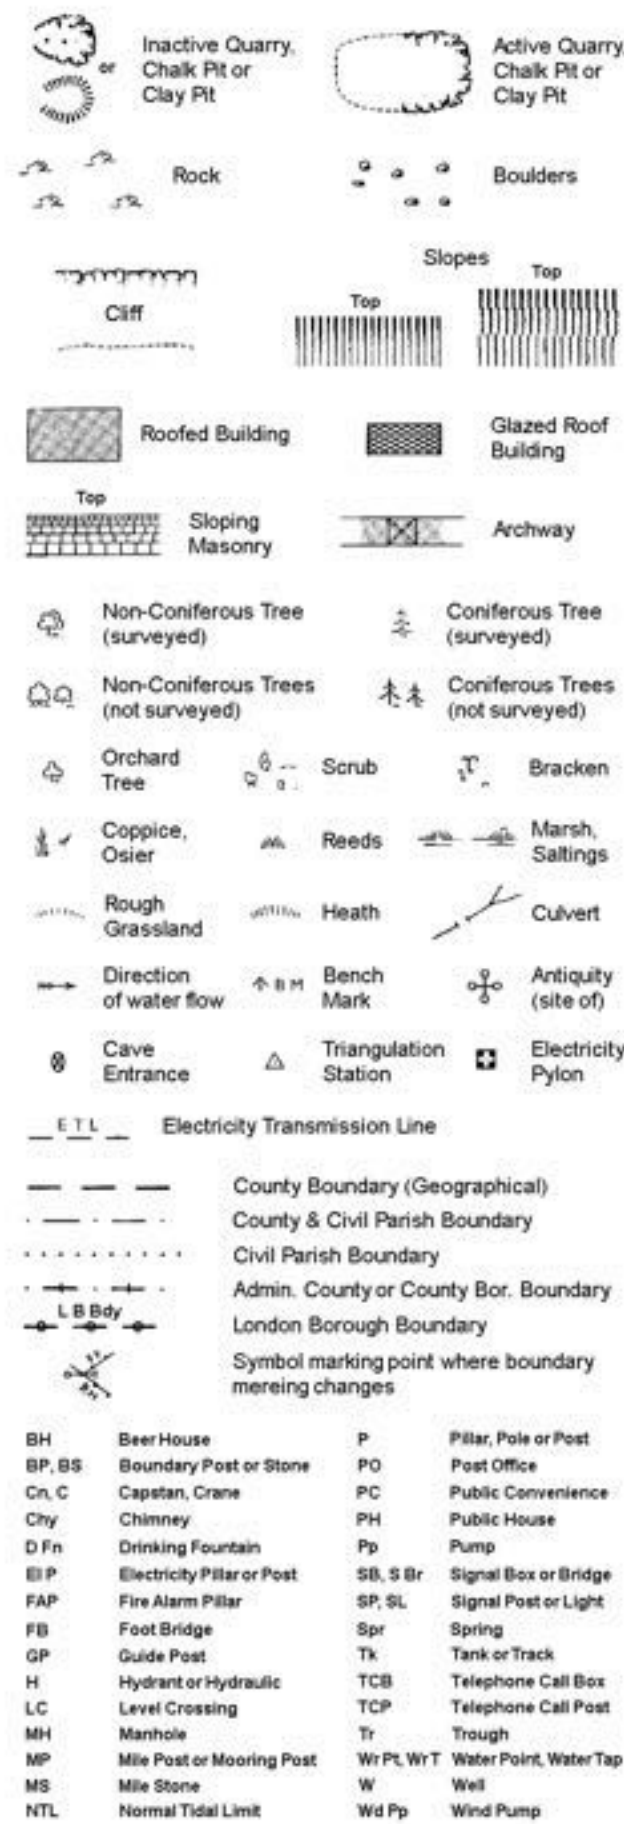 or
Inactive Quarry,
Chalk Pit or
Clay Pit
Active Quarry,
Chalk Pit or
Clay Pit
Rock
Boulders
Slopes
Top
Top
Cliff
Roofed Building
Glazed Roof
Building
Top
Sloping
Masonry
Archway
Non-Coniferous Tree
(surveyed)
Coniferous Tree
(surveyed)
Non-Coniferous Trees
(not surveyed)
Coniferous Trees
(not surveyed)
Orchard
Tree
Scrub
Bracken
Coppice,
Osier
Reeds
Marsh,
Saltings
Rough
Grassland
Heath
Culvert
Direction
of water flow
B M
Bench
Mark
Antiquity
(site of)
Cave
Entrance
Triangulation
Station
Electricity
Pylon
E T L
Electricity Transmission Line
County Boundary (Geographical)
County & Civil Parish Boundary
Civil Parish Boundary
Admin. County or County Bor. Boundary
L B Bdy
London Borough Boundary
Symbol marking point where boundary
mereing changes
BH Beer House P Pillar, Pole or Post
BP, BS Boundary Post or Stone PO Post Office
Cn, C Capstan, Crane PC Public Convenience
Chy Chimney PH Public House
D Fn Drinking Fountain Pp Pump
El P Electricity Pillar or Post SB, S Br Signal Box or Bridge
FAP Fire Alarm Pillar SP, SL Signal Post or Light
FB Foot Bridge Spr Spring
GP Guide Post Tk Tank or Track
H Hydrant or Hydraulic TCB Telephone Call Box
LC Level Crossing TCP Telephone Call Post
MH Manhole Tr Trough
MP Mile Post or Mooring Post Wr Pt, Wr T Water Point, Water Tap
MS Mile Stone W Well
NTL Normal Tidal Limit Wd Pp Wind Pump